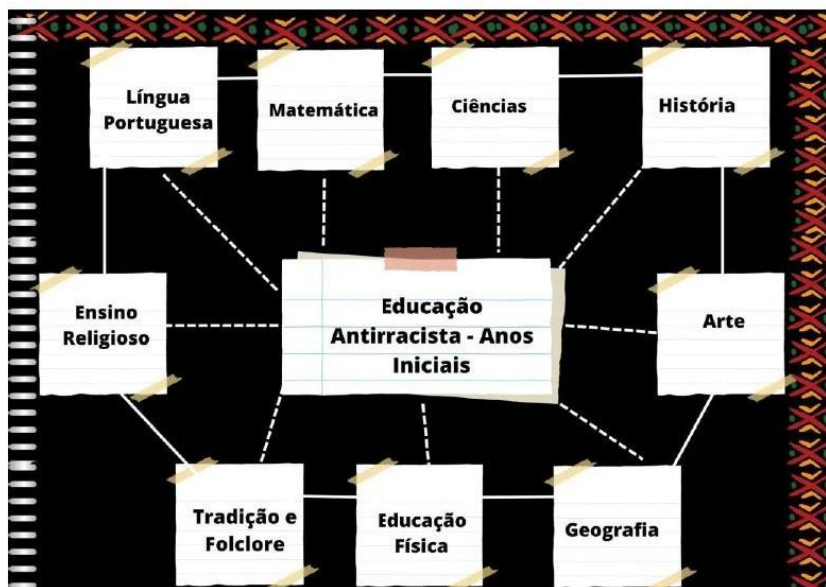 Língua
Portuguesa
Matemática
Ciências
História
Ensino
Religioso
Educação
Antirracista - Anos
Iniciais
Arte
Tradição e
Folclore
Educação
Física
Geografia